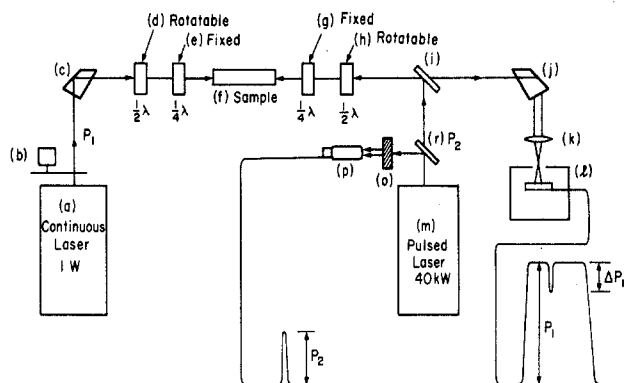 (d) Rotatable
(e) Fixed
(g) Fixed
(h) Rotatable
(c)
(i)
(j)
(f) Sample
½λ
¼λ
¼λ
½λ
P₁
(b)
(r) P₂
(k)
(p)
(o)
(ℓ)
(a)
Continuous
Laser
1 W
(m)
Pulsed
Laser
40kW
P₂
P₁
ΔP₁